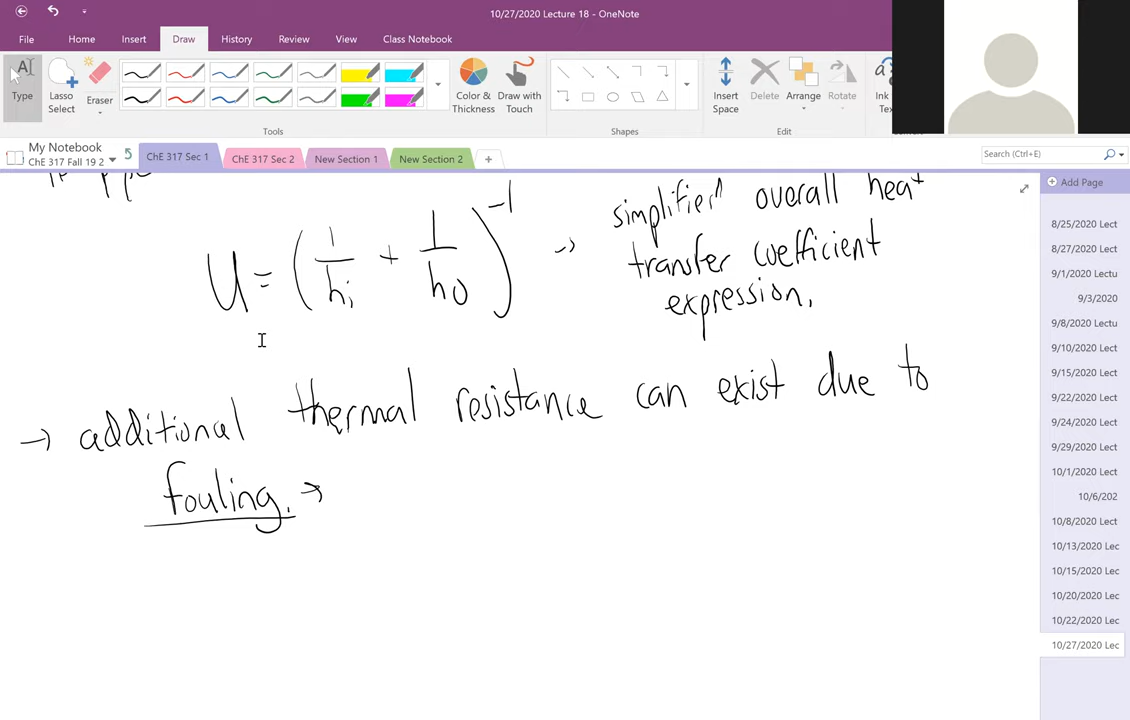 10/27/2020 Lecture 18 - OneNote
File Home Insert Draw History Review View Class Notebook
Type Lasso Select Eraser Color & Thickness Draw with Touch Insert Space Delete Arrange Rotate Ink
Tools Shapes Edit
My Notebook
ChE 317 Fall 19 2
ChE 317 Sec 1 ChE 317 Sec 2 New Section 1 New Section 2 +
Search (Ctrl+E)
+ Add Page
simplified overall heat
U = (1/hi + 1/ho)^-1 → transfer coefficient
expression.
→ additional thermal resistance can exist due to
fouling. →
8/25/2020 Lect
8/27/2020 Lect
9/1/2020 Lectu
9/3/2020
9/8/2020 Lectu
9/10/2020 Lect
9/15/2020 Lect
9/22/2020 Lect
9/24/2020 Lect
9/29/2020 Lect
10/1/2020 Lect
10/6/202
10/8/2020 Lect
10/13/2020 Lec
10/15/2020 Lec
10/20/2020 Lec
10/22/2020 Lec
10/27/2020 Lec